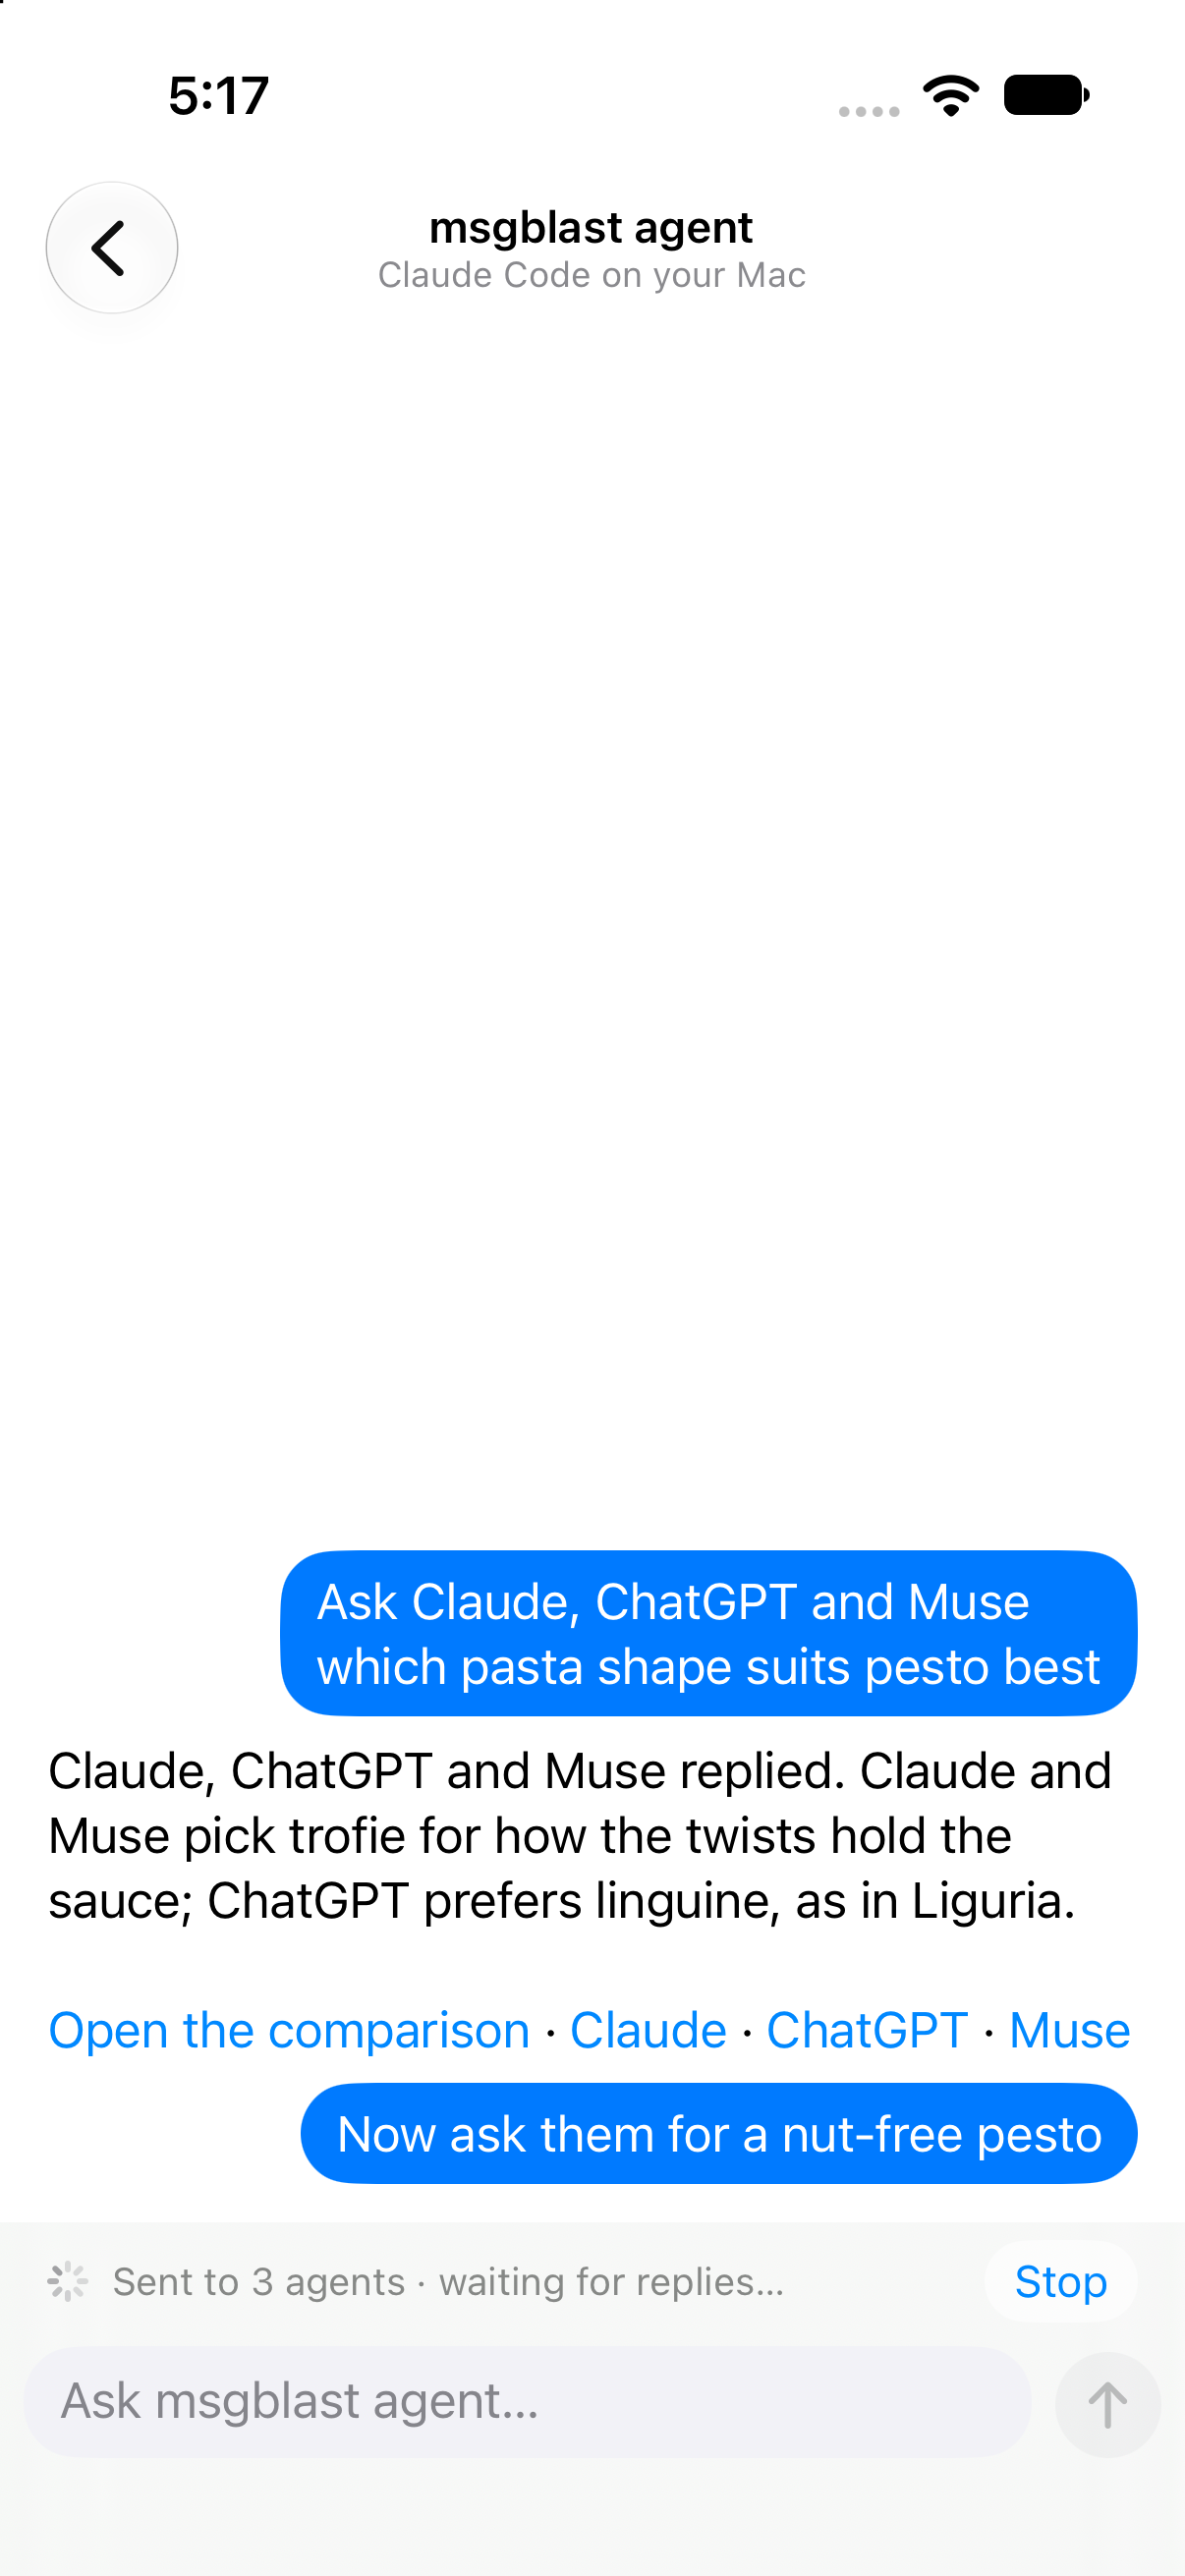 5:17
msgblast agent
Claude Code on your Mac
Ask Claude, ChatGPT and Muse
which pasta shape suits pesto best
Claude, ChatGPT and Muse replied. Claude and
Muse pick trofie for how the twists hold the
sauce; ChatGPT prefers linguine, as in Liguria.
Open the comparison · Claude · ChatGPT · Muse
Now ask them for a nut-free pesto
Sent to 3 agents · waiting for replies...
Stop
Ask msgblast agent...